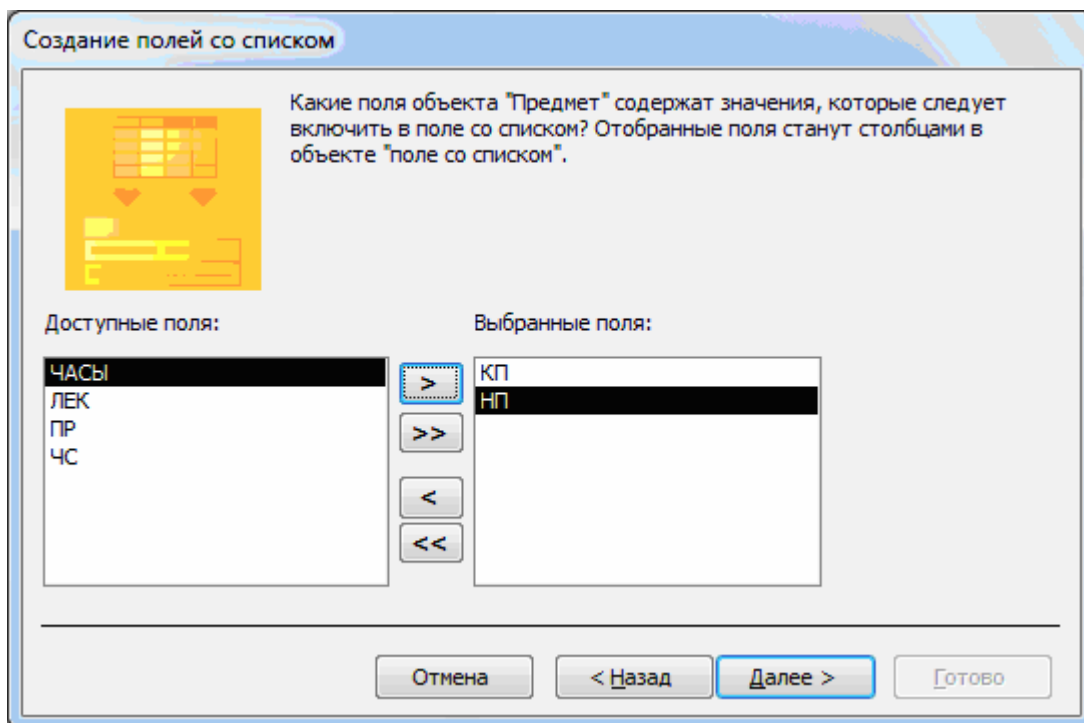 Создание полей со списком
Какие поля объекта "Предмет" содержат значения, которые следует
включить в поле со списком? Отобранные поля станут столбцами в
объекте "поле со списком".
Доступные поля:
Выбранные поля:
ЧАСЫ
ЛЕК
ПР
ЧС
>
>>
<
<<
КП
НП
Отмена
< Назад
Далее >
Готово